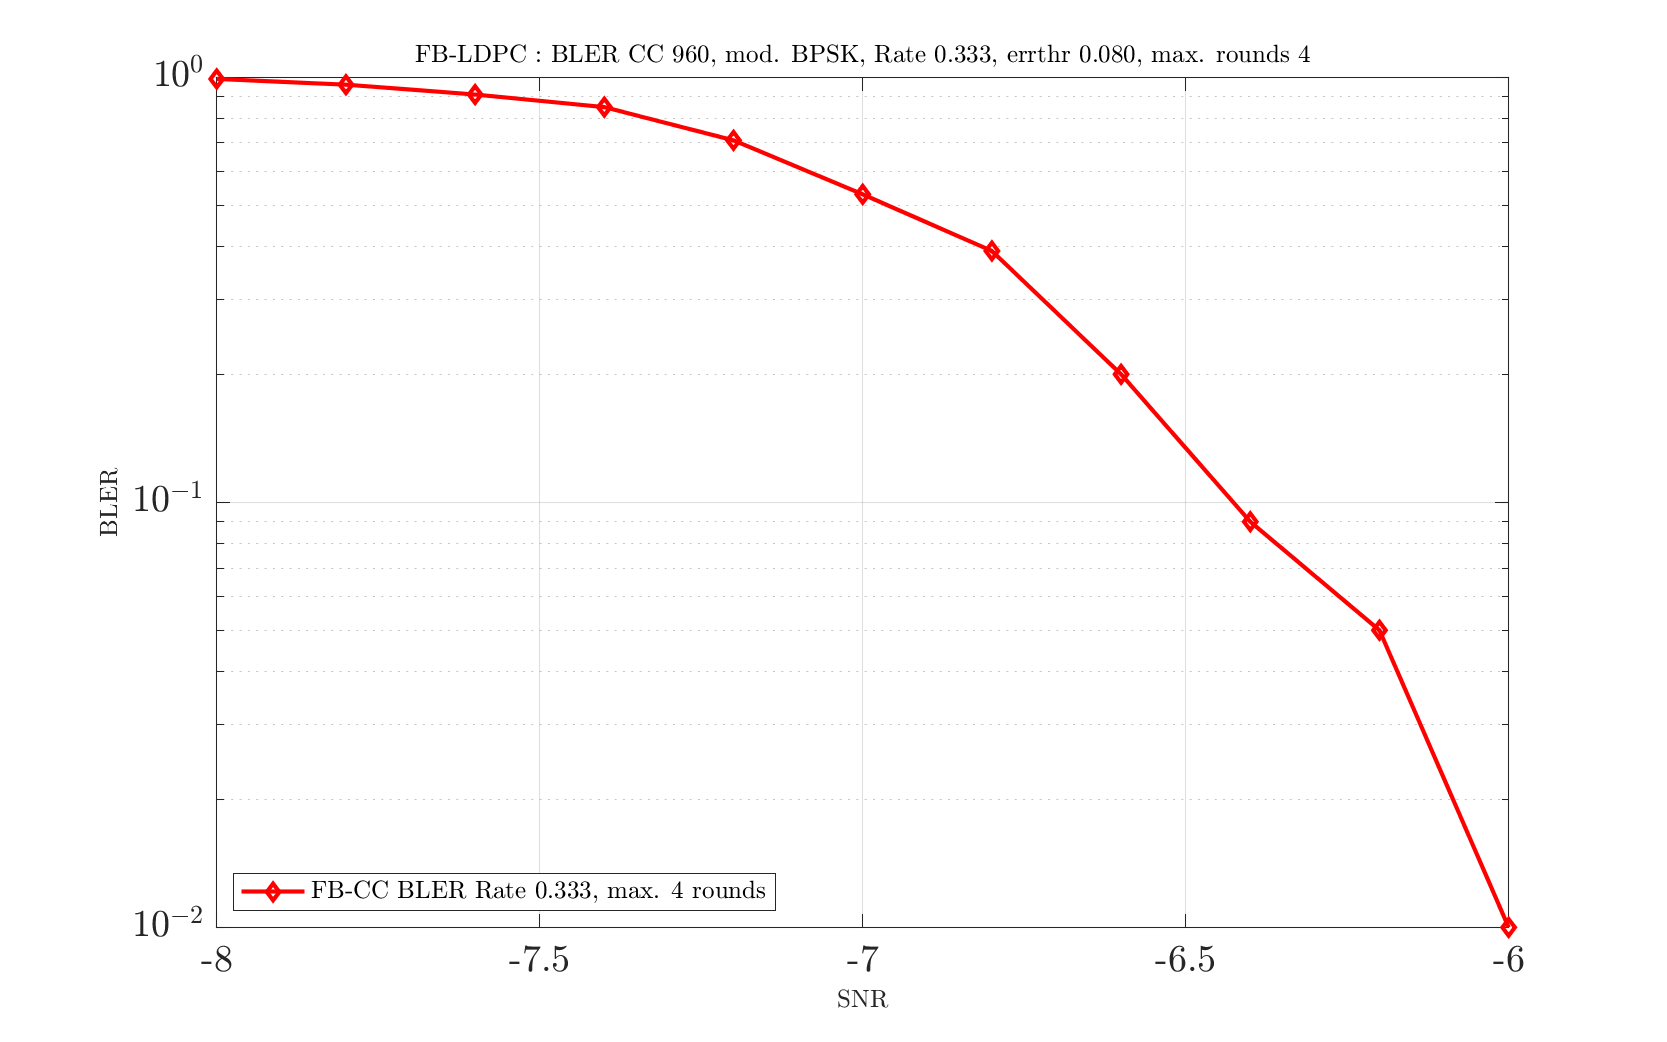 FB-LDPC : BLER CC 960, mod. BPSK, Rate 0.333, errthr 0.080, max. rounds 4
10⁰
10⁻¹
10⁻²
BLER
FB-CC BLER Rate 0.333, max. 4 rounds
-8 -7.5 -7 -6.5 -6
SNR